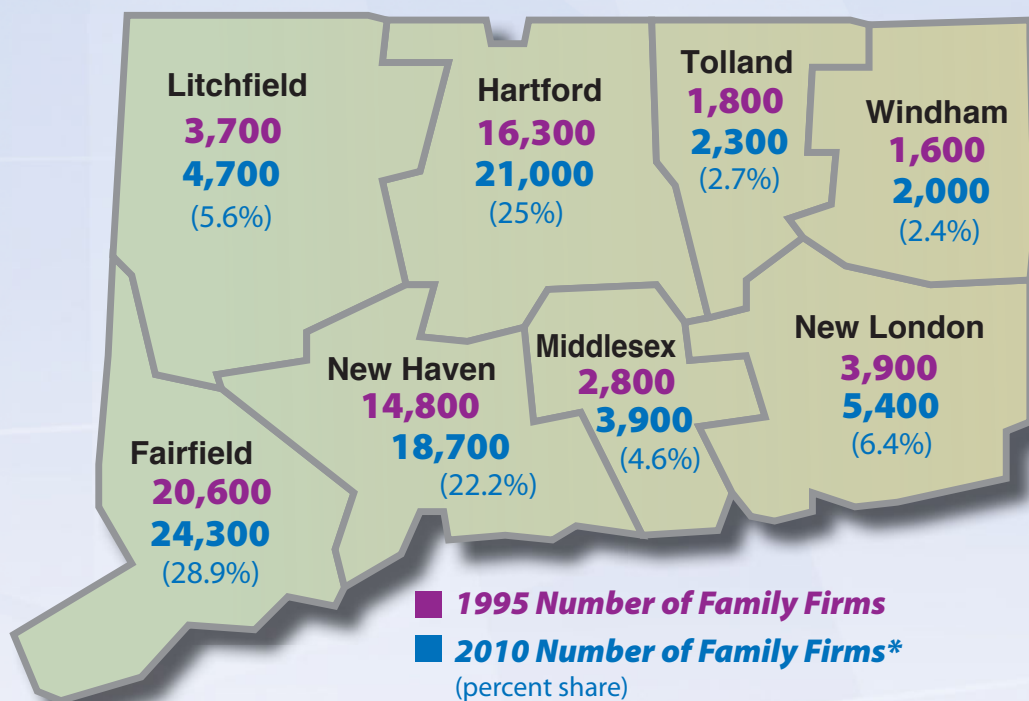 Litchfield
3,700
4,700
(5.6%)
Hartford
16,300
21,000
(25%)
Tolland
1,800
2,300
(2.7%)
Windham
1,600
2,000
(2.4%)
Fairfield
20,600
24,300
(28.9%)
New Haven
14,800
18,700
(22.2%)
Middlesex
2,800
3,900
(4.6%)
New London
3,900
5,400
(6.4%)
1995 Number of Family Firms
2010 Number of Family Firms*
(percent share)